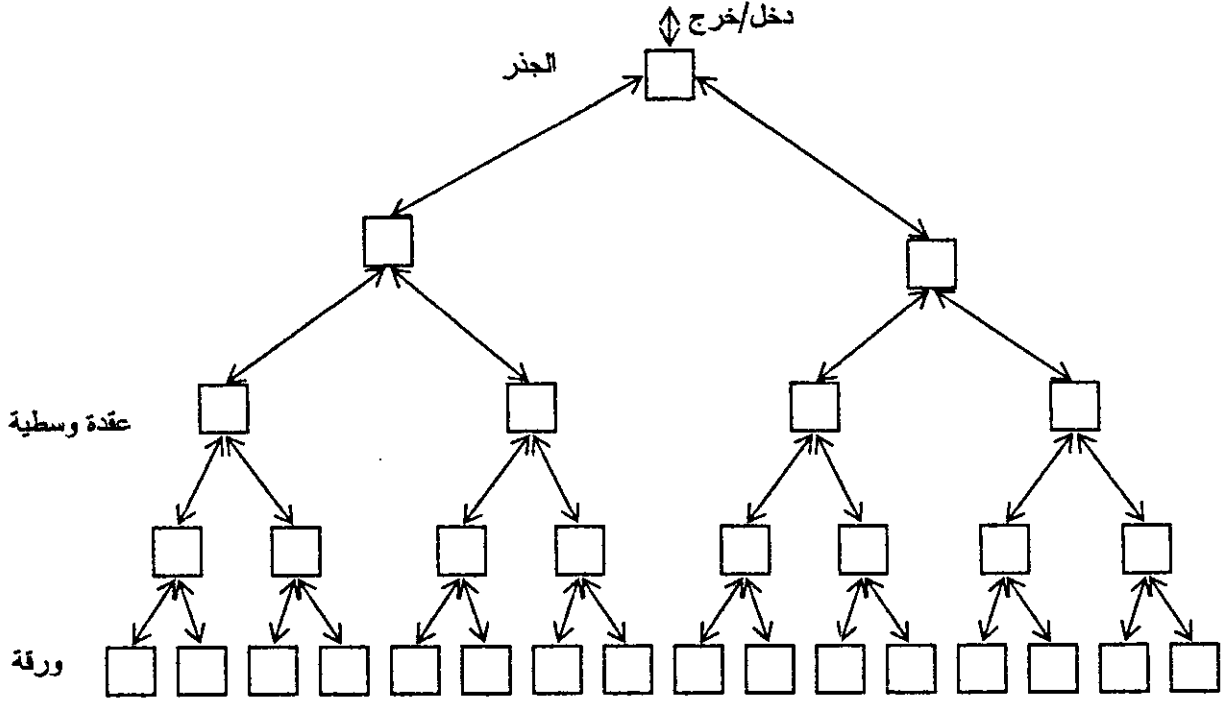 دخل/خرج
الجذر
عقدة وسطية
ورقة